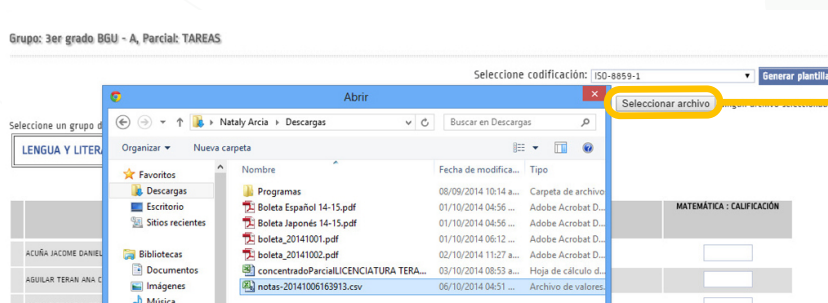 Grupo: 3er grado BGU - A, Parcial: TAREAS
Seleccione codificación: ISO-8859-1 Generar plantilla
Abrir
Seleccionar archivo
Nataly Arcia Descargas Buscar en Descargas
Seleccione un grupo d
Organizar Nueva carpeta
LENGUA Y LITER
Nombre Fecha de modifica... Tipo
Favoritos
Descargas Programas 08/09/2014 10:14 a... Carpeta de archivo
Escritorio Boleta Español 14-15.pdf 01/10/2014 04:56 ... Adobe Acrobat D...
MATEMÁTICA : CALIFICACIÓN
Sitios recientes Boleta Japonés 14-15.pdf 01/10/2014 04:56 ... Adobe Acrobat D...
boleta_20141001.pdf 01/10/2014 06:12 ... Adobe Acrobat D...
ACUÑA JACOME DANIEL Bibliotecas boleta_20141002.pdf 02/10/2014 11:27 a... Adobe Acrobat D...
Documentos concentradoParcialLICENCIATURA TERA... 03/10/2014 08:53 a... Hoja de cálculo d...
AGUILAR TERAN ANA C Imágenes notas-20141006163913.csv 06/10/2014 04:51 ... Archivo de valores.
Música